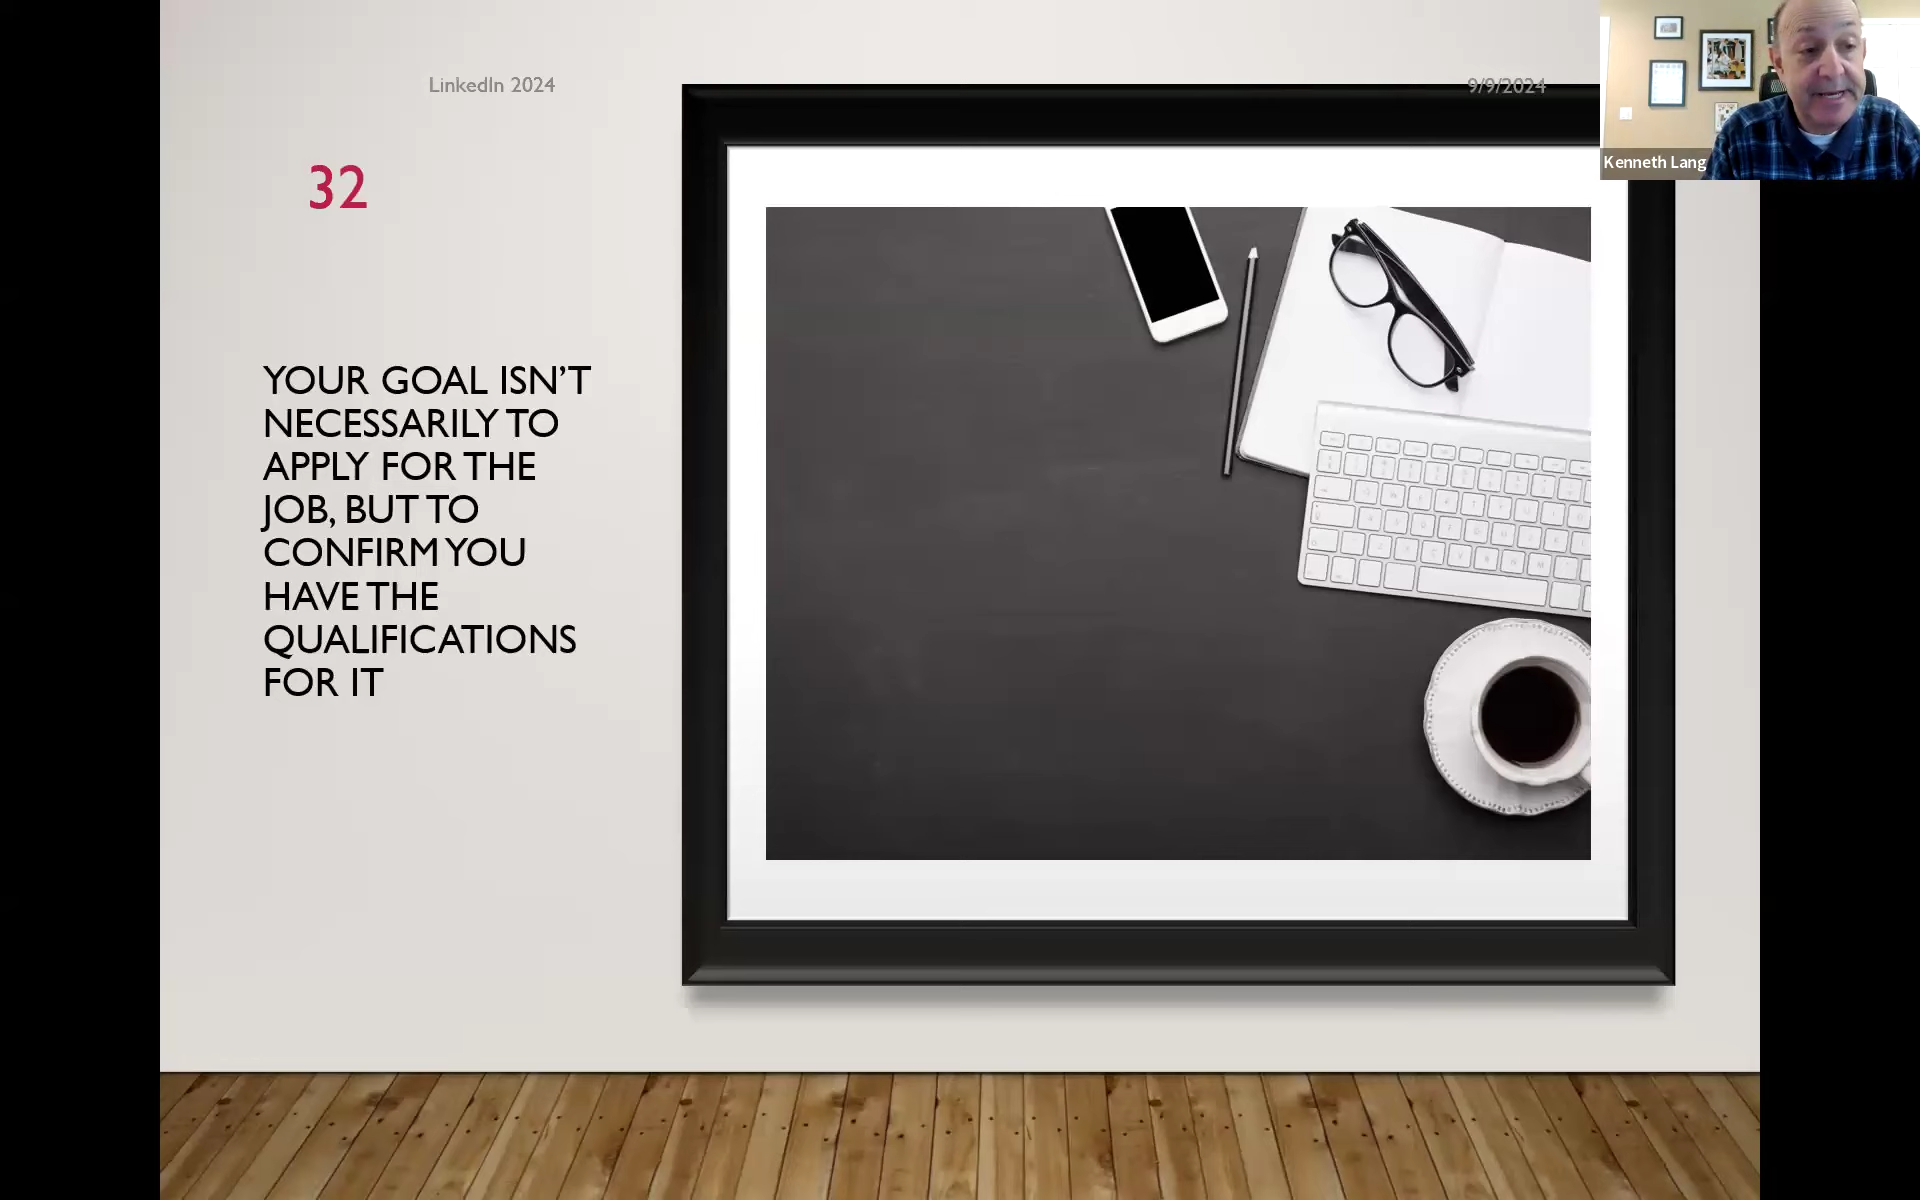 LinkedIn 2024
9/9/2024
Kenneth Lang
32
YOUR GOAL ISN’T
NECESSARILY TO
APPLY FOR THE
JOB, BUT TO
CONFIRM YOU
HAVE THE
QUALIFICATIONS
FOR IT